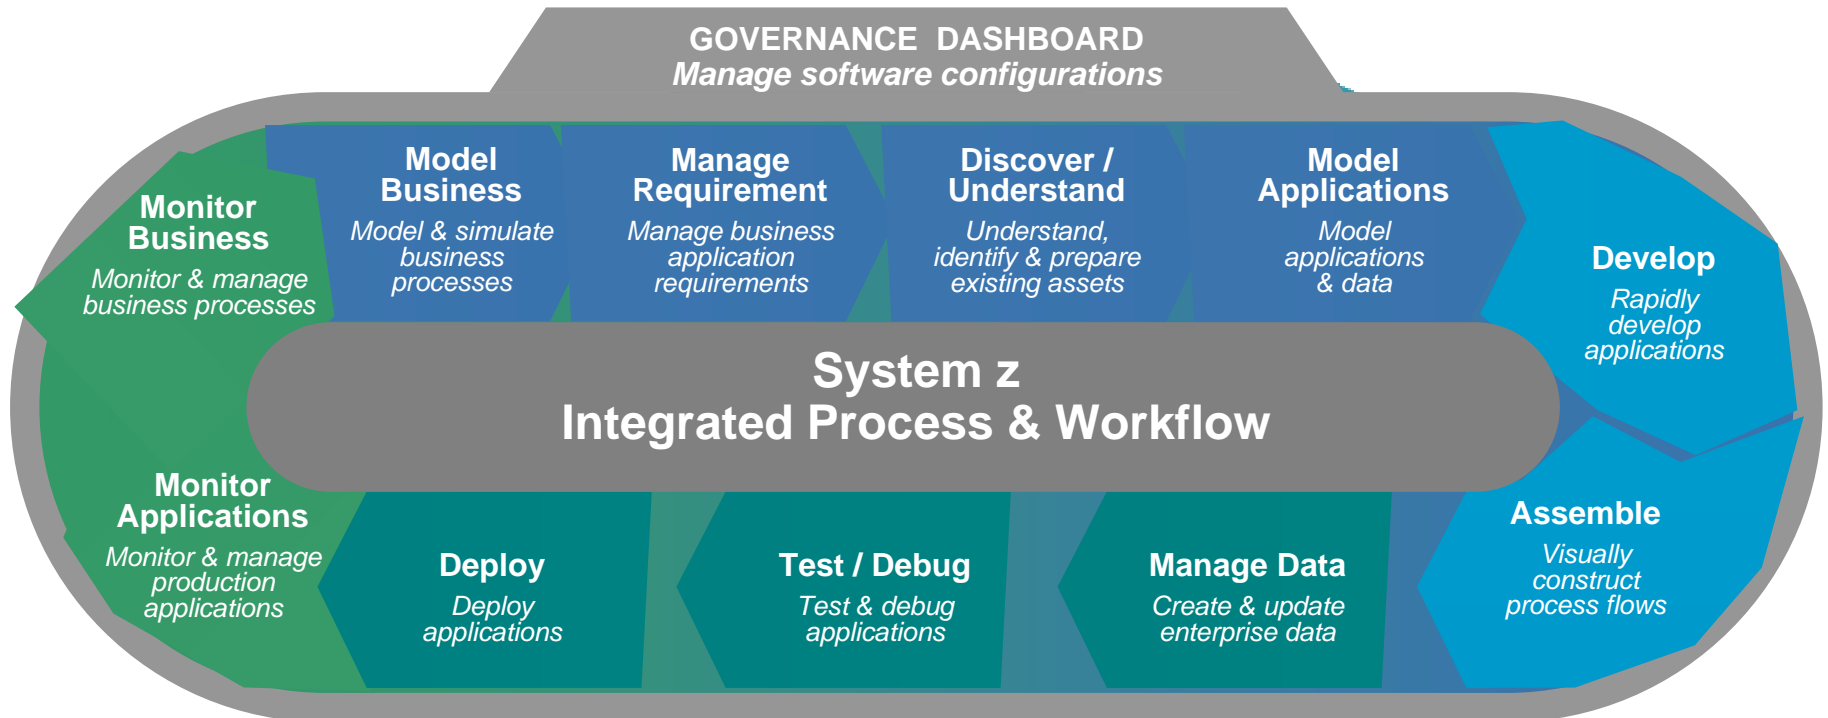 GOVERNANCE DASHBOARD
Manage software configurations
Model
Business
Model & simulate
business
processes
Manage
Requirement
Manage business
application
requirements
Discover /
Understand
Understand,
identify & prepare
existing assets
Model
Applications
Model
applications
& data
Develop
Rapidly
develop
applications
Assemble
Visually
construct
process flows
Manage Data
Create & update
enterprise data
Test / Debug
Test & debug
applications
Deploy
Deploy
applications
Monitor
Applications
Monitor & manage
production
applications
Monitor
Business
Monitor & manage
business processes
System z
Integrated Process & Workflow